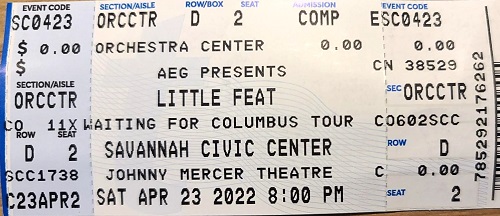 EVENT CODE SECTION/AISLE ROW/BOX SEAT ADMISSION EVENT CODE
SC0423 ORCCTR D 2 COMP ESC0423
$ 0.00 ORCHESTRA CENTER 0.00 0.00
$ AEG PRESENTS CN 38529
SECTION/AISLE
ORCCTR LITTLE FEAT SEC ORCCTR
CO 11X WAITING FOR COLUMBUS TOUR CO602SCC
ROW SEAT ROW
D 2 SAVANNAH CIVIC CENTER D
SCC1738 JOHNNY MERCER THEATRE C 0.00
C23APR2 SAT APR 23 2022 8:00 PM SEAT 2
785292176262